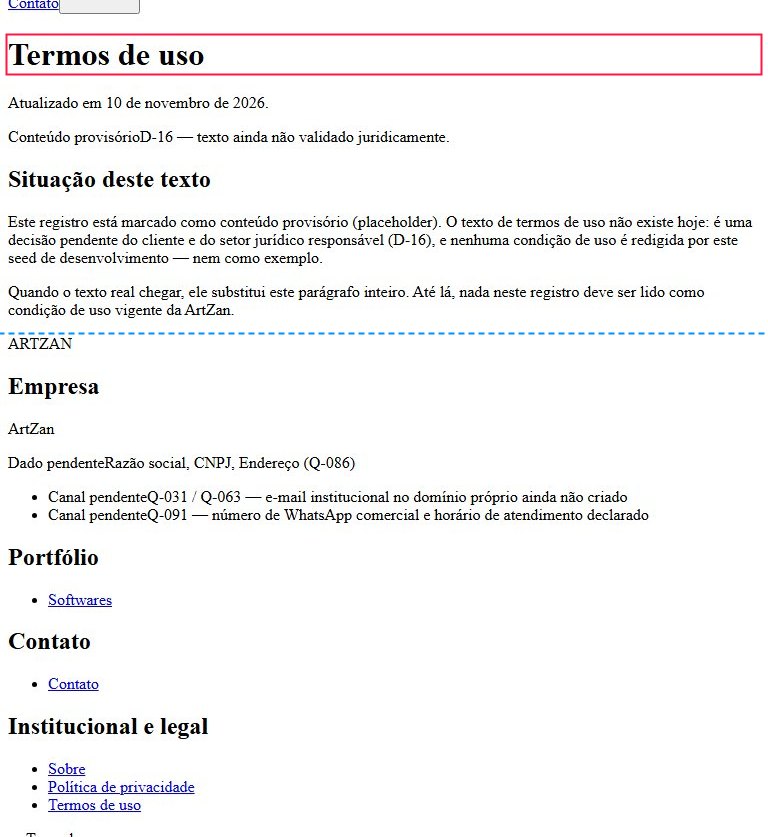 Contato
Termos de uso
Atualizado em 10 de novembro de 2026.
Conteúdo provisórioD-16 — texto ainda não validado juridicamente.
Situação deste texto
Este registro está marcado como conteúdo provisório (placeholder). O texto de termos de uso não existe hoje: é uma
decisão pendente do cliente e do setor jurídico responsável (D-16), e nenhuma condição de uso é redigida por este
seed de desenvolvimento — nem como exemplo.
Quando o texto real chegar, ele substitui este parágrafo inteiro. Até lá, nada neste registro deve ser lido como
condição de uso vigente da ArtZan.
ARTZAN
Empresa
ArtZan
Dado pendenteRazão social, CNPJ, Endereço (Q-086)
Canal pendenteQ-031 / Q-063 — e-mail institucional no domínio próprio ainda não criado
Canal pendenteQ-091 — número de WhatsApp comercial e horário de atendimento declarado
Portfólio
Softwares
Contato
Contato
Institucional e legal
Sobre
Política de privacidade
Termos de uso